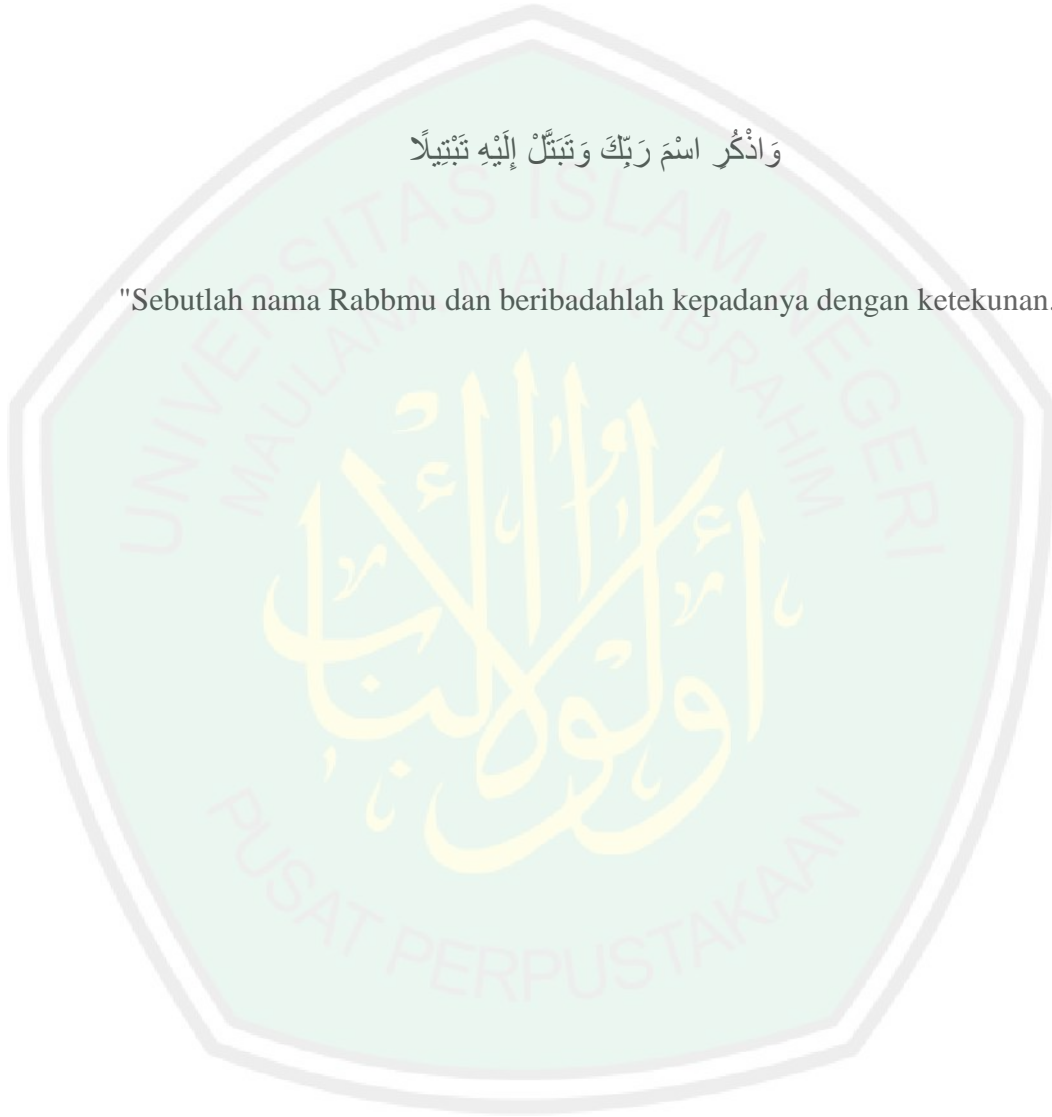 وَاذْكُرِ اسْمَ رَبِّكَ وَتَبَتَّلْ إِلَيْهِ تَبْتِيلًا
"Sebutlah nama Rabbmu dan beribadahlah kepadanya dengan ketekunan.
UNIVERSITAS ISLAM NEGERI
MAULANA MALIK IBRAHIM
أولوا الألباب
PUSAT PERPUSTAKAAN